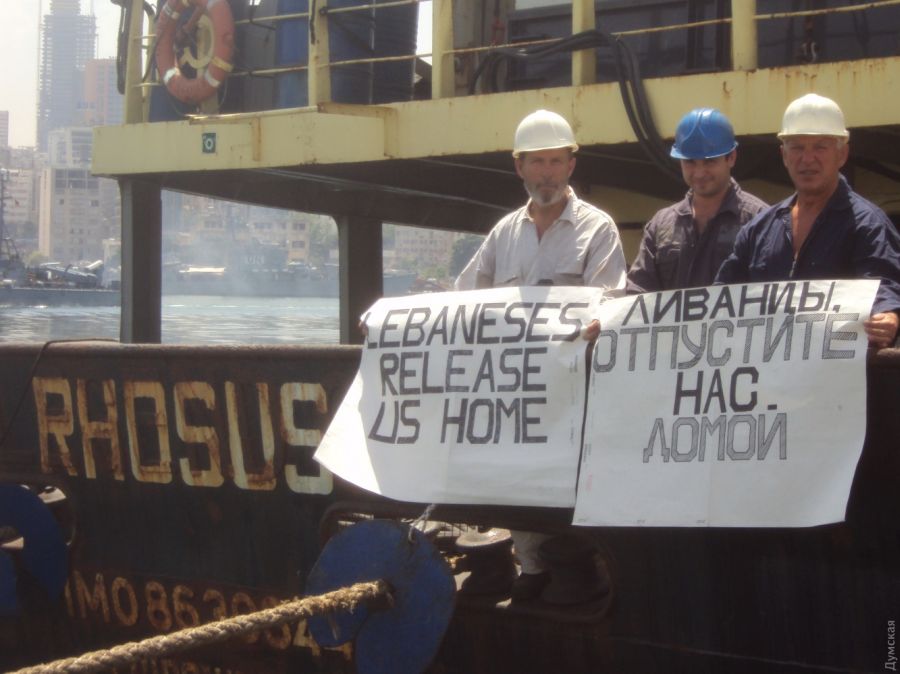 RHOSUS
LEBANESES
RELEASE
US HOME
ЛИВАНЦЫ,
ОТПУСТИТЕ
НАС
ДОМОЙ
Думская